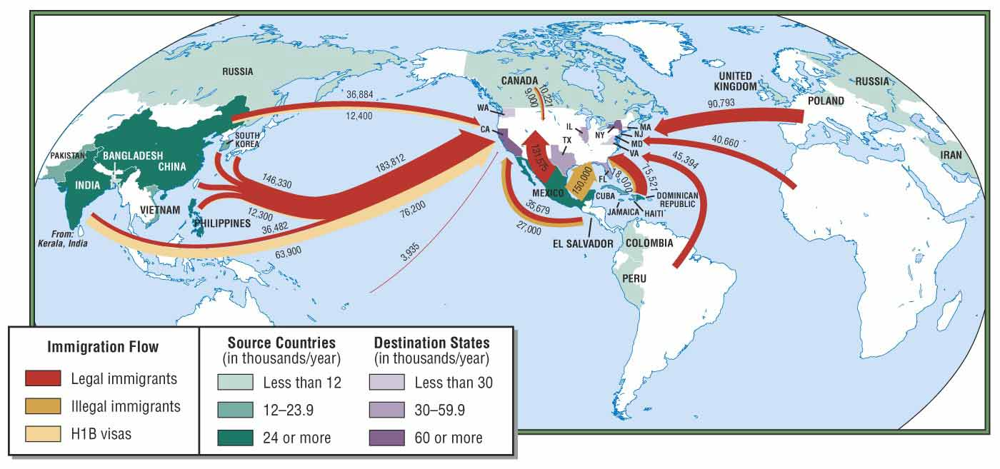 RUSSIA
36,884
12,400
CANADA
10,221
9,000
UNITED
KINGDOM
RUSSIA
POLAND
90,793
WA
CA
IL
TX
NY
MA
NJ
MD
VA
FL
40,660
45,394
IRAN
PAKISTAN
BANGLADESH
CHINA
INDIA
SOUTH
KOREA
VIETNAM
PHILIPPINES
From:
Kerala, India
146,330
183,812
12,300
36,482
76,200
63,900
3,935
131,575
150,000
18,000
75,521
MEXICO
CUBA
DOMINICAN
REPUBLIC
JAMAICA
HAITI
35,679
27,000
EL SALVADOR
COLOMBIA
PERU
Immigration Flow
Legal immigrants
Illegal immigrants
H1B visas
Source Countries
(in thousands/year)
Less than 12
12–23.9
24 or more
Destination States
(in thousands/year)
Less than 30
30–59.9
60 or more